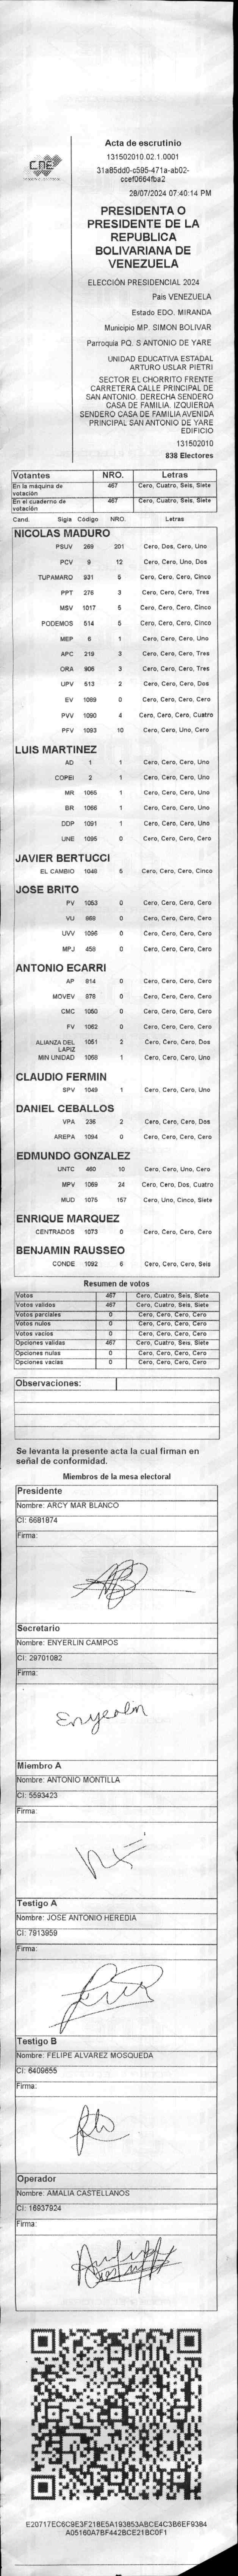 CNE
Acta de escrutinio
131502010.02.1.0001
31a85dd0-c595-471a-ab02-
ccef0664fba2
28/07/2024 07:40:14 PM
PRESIDENTA O
PRESIDENTE DE LA
REPUBLICA
BOLIVARIANA DE
VENEZUELA
ELECCIÓN PRESIDENCIAL 2024
Pais VENEZUELA
Estado EDO. MIRANDA
Municipio MP. SIMON BOLIVAR
Parroquia PQ. S ANTONIO DE YARE
UNIDAD EDUCATIVA ESTADAL
ARTURO USLAR PIETRI
SECTOR EL CHORRITO FRENTE
CARRETERA CALLE PRINCIPAL DE
SAN ANTONIO. DERECHA SENDERO
CASA DE FAMILIA. IZQUIERDA
SENDERO CASA DE FAMILIA AVENIDA
PRINCIPAL SAN ANTONIO DE YARE
EDIFICIO
131502010
838 Electores
Votantes NRO. Letras
En la máquina de votación 467 Cero, Cuatro, Seis, Siete
En el cuaderno de votación 467 Cero, Cuatro, Seis, Siete
Cand. Sigla Código NRO. Letras
NICOLAS MADURO
PSUV 269 201 Cero, Dos, Cero, Uno
PCV 9 12 Cero, Cero, Uno, Dos
TUPAMARO 931 5 Cero, Cero, Cero, Cinco
PPT 276 3 Cero, Cero, Cero, Tres
MSV 1017 5 Cero, Cero, Cero, Cinco
PODEMOS 514 5 Cero, Cero, Cero, Cinco
MEP 6 1 Cero, Cero, Cero, Uno
APC 219 3 Cero, Cero, Cero, Tres
ORA 906 3 Cero, Cero, Cero, Tres
UPV 513 2 Cero, Cero, Cero, Dos
EV 1089 0 Cero, Cero, Cero, Cero
PVV 1090 4 Cero, Cero, Cero, Cuatro
PFV 1093 10 Cero, Cero, Uno, Cero
LUIS MARTINEZ
AD 1 1 Cero, Cero, Cero, Uno
COPEI 2 1 Cero, Cero, Cero, Uno
MR 1065 1 Cero, Cero, Cero, Uno
BR 1066 1 Cero, Cero, Cero, Uno
DDP 1091 1 Cero, Cero, Cero, Uno
UNE 1095 0 Cero, Cero, Cero, Cero
JAVIER BERTUCCI
EL CAMBIO 1048 5 Cero, Cero, Cero, Cinco
JOSE BRITO
PV 1053 0 Cero, Cero, Cero, Cero
VU 868 0 Cero, Cero, Cero, Cero
UVV 1096 0 Cero, Cero, Cero, Cero
MPJ 458 0 Cero, Cero, Cero, Cero
ANTONIO ECARRI
AP 814 0 Cero, Cero, Cero, Cero
MOVEV 878 0 Cero, Cero, Cero, Cero
CMC 1050 0 Cero, Cero, Cero, Cero
FV 1062 0 Cero, Cero, Cero, Cero
ALIANZA DEL LAPIZ 1051 2 Cero, Cero, Cero, Dos
MIN UNIDAD 1058 1 Cero, Cero, Cero, Uno
CLAUDIO FERMIN
SPV 1049 1 Cero, Cero, Cero, Uno
DANIEL CEBALLOS
VPA 236 2 Cero, Cero, Cero, Dos
AREPA 1094 0 Cero, Cero, Cero, Cero
EDMUNDO GONZALEZ
UNTC 460 10 Cero, Cero, Uno, Cero
MPV 1069 24 Cero, Cero, Dos, Cuatro
MUD 1075 157 Cero, Uno, Cinco, Siete
ENRIQUE MARQUEZ
CENTRADOS 1073 0 Cero, Cero, Cero, Cero
BENJAMIN RAUSSEO
CONDE 1092 6 Cero, Cero, Cero, Seis
Resumen de votos
Votos 467 Cero, Cuatro, Seis, Siete
Votos validos 467 Cero, Cuatro, Seis, Siete
Votos parciales 0 Cero, Cero, Cero, Cero
Votos nulos 0 Cero, Cero, Cero, Cero
Votos vacios 0 Cero, Cero, Cero, Cero
Opciones validas 467 Cero, Cuatro, Seis, Siete
Opciones nulas 0 Cero, Cero, Cero, Cero
Opciones vacias 0 Cero, Cero, Cero, Cero
Observaciones:
Se levanta la presente acta la cual firman en
señal de conformidad.
Miembros de la mesa electoral
Presidente
Nombre: ARCY MAR BLANCO
CI: 6681874
Firma:
Secretario
Nombre: ENYERLIN CAMPOS
CI: 29701082
Firma:
Enyerlin
Miembro A
Nombre: ANTONIO MONTILLA
CI: 5593423
Firma:
Testigo A
Nombre: JOSE ANTONIO HEREDIA
CI: 7913959
Firma:
Testigo B
Nombre: FELIPE ALVAREZ MOSQUEDA
CI: 6409655
Firma:
Operador
Nombre: AMALIA CASTELLANOS
CI: 16937924
Firma:
E20717EC6C9E3F218E5A193853ABCE4C3B6EF9384
A05160A7BF442BCE21BC0F1